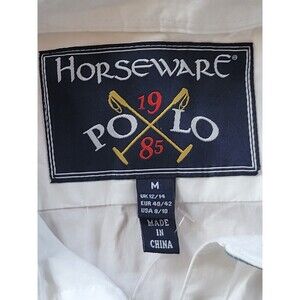 HORSEWARE®
19
PO LO
85
M
UK 12/14
EUR 40/42
USA 8/10
MADE
IN
CHINA